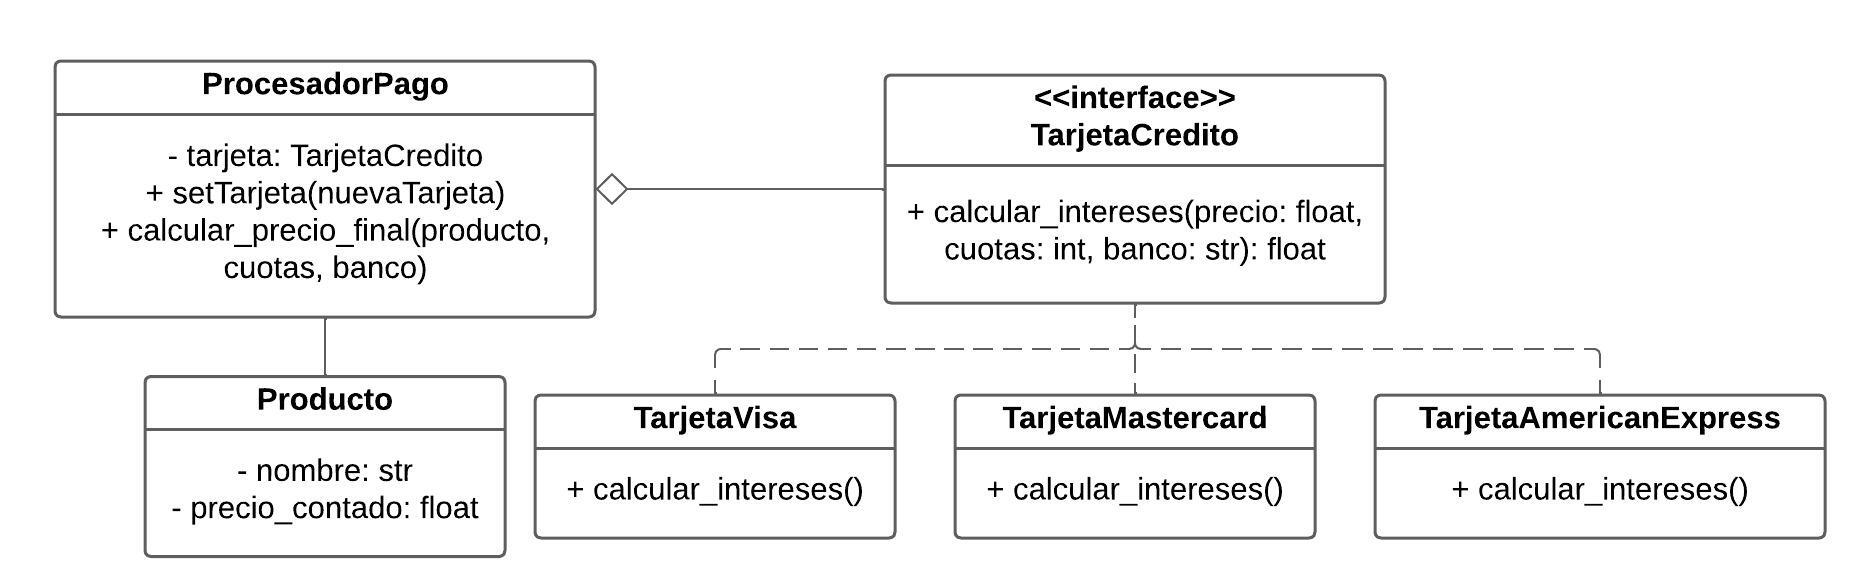 ProcesadorPago
- tarjeta: TarjetaCredito
+ setTarjeta(nuevaTarjeta)
+ calcular_precio_final(producto,
cuotas, banco)
<<interface>>
TarjetaCredito
+ calcular_intereses(precio: float,
cuotas: int, banco: str): float
Producto
- nombre: str
- precio_contado: float
TarjetaVisa
+ calcular_intereses()
TarjetaMastercard
+ calcular_intereses()
TarjetaAmericanExpress
+ calcular_intereses()